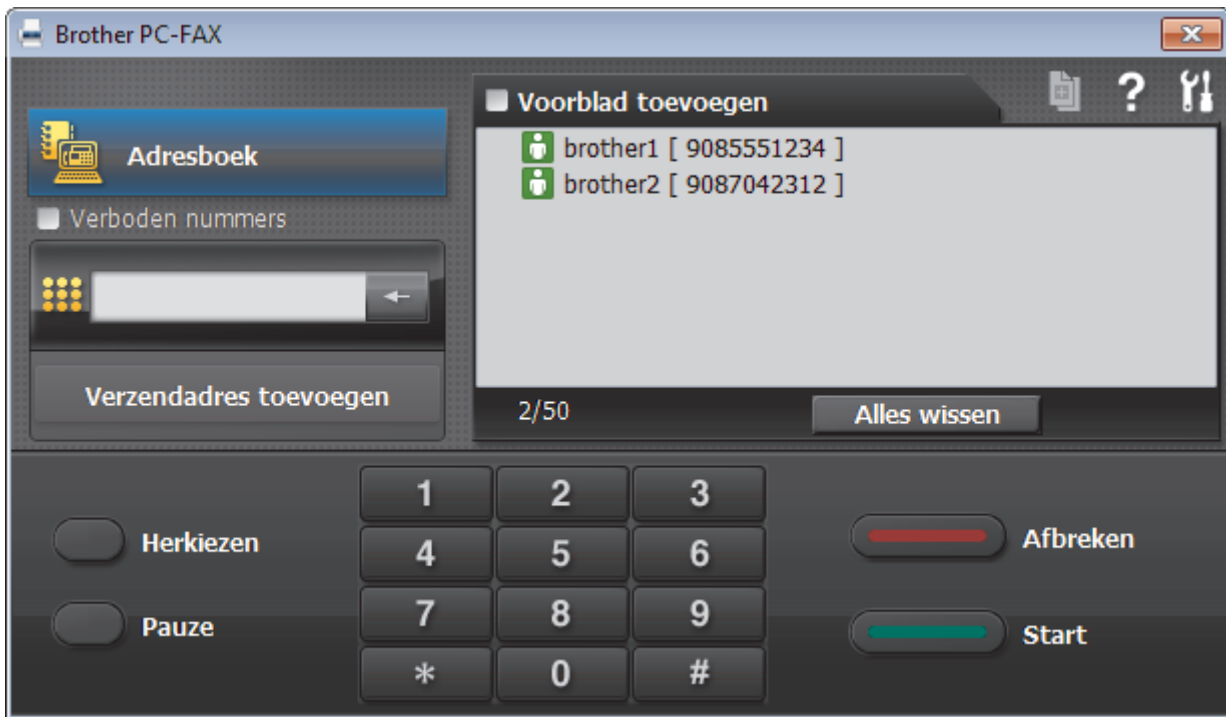 Brother PC-FAX
Adresboek
Verboden nummers
Verzendadres toevoegen
Voorblad toevoegen
?
brother1 [ 9085551234 ]
brother2 [ 9087042312 ]
2/50
Alles wissen
Herkiezen
Pauze
1 2 3
4 5 6
7 8 9
* 0 #
Afbreken
Start